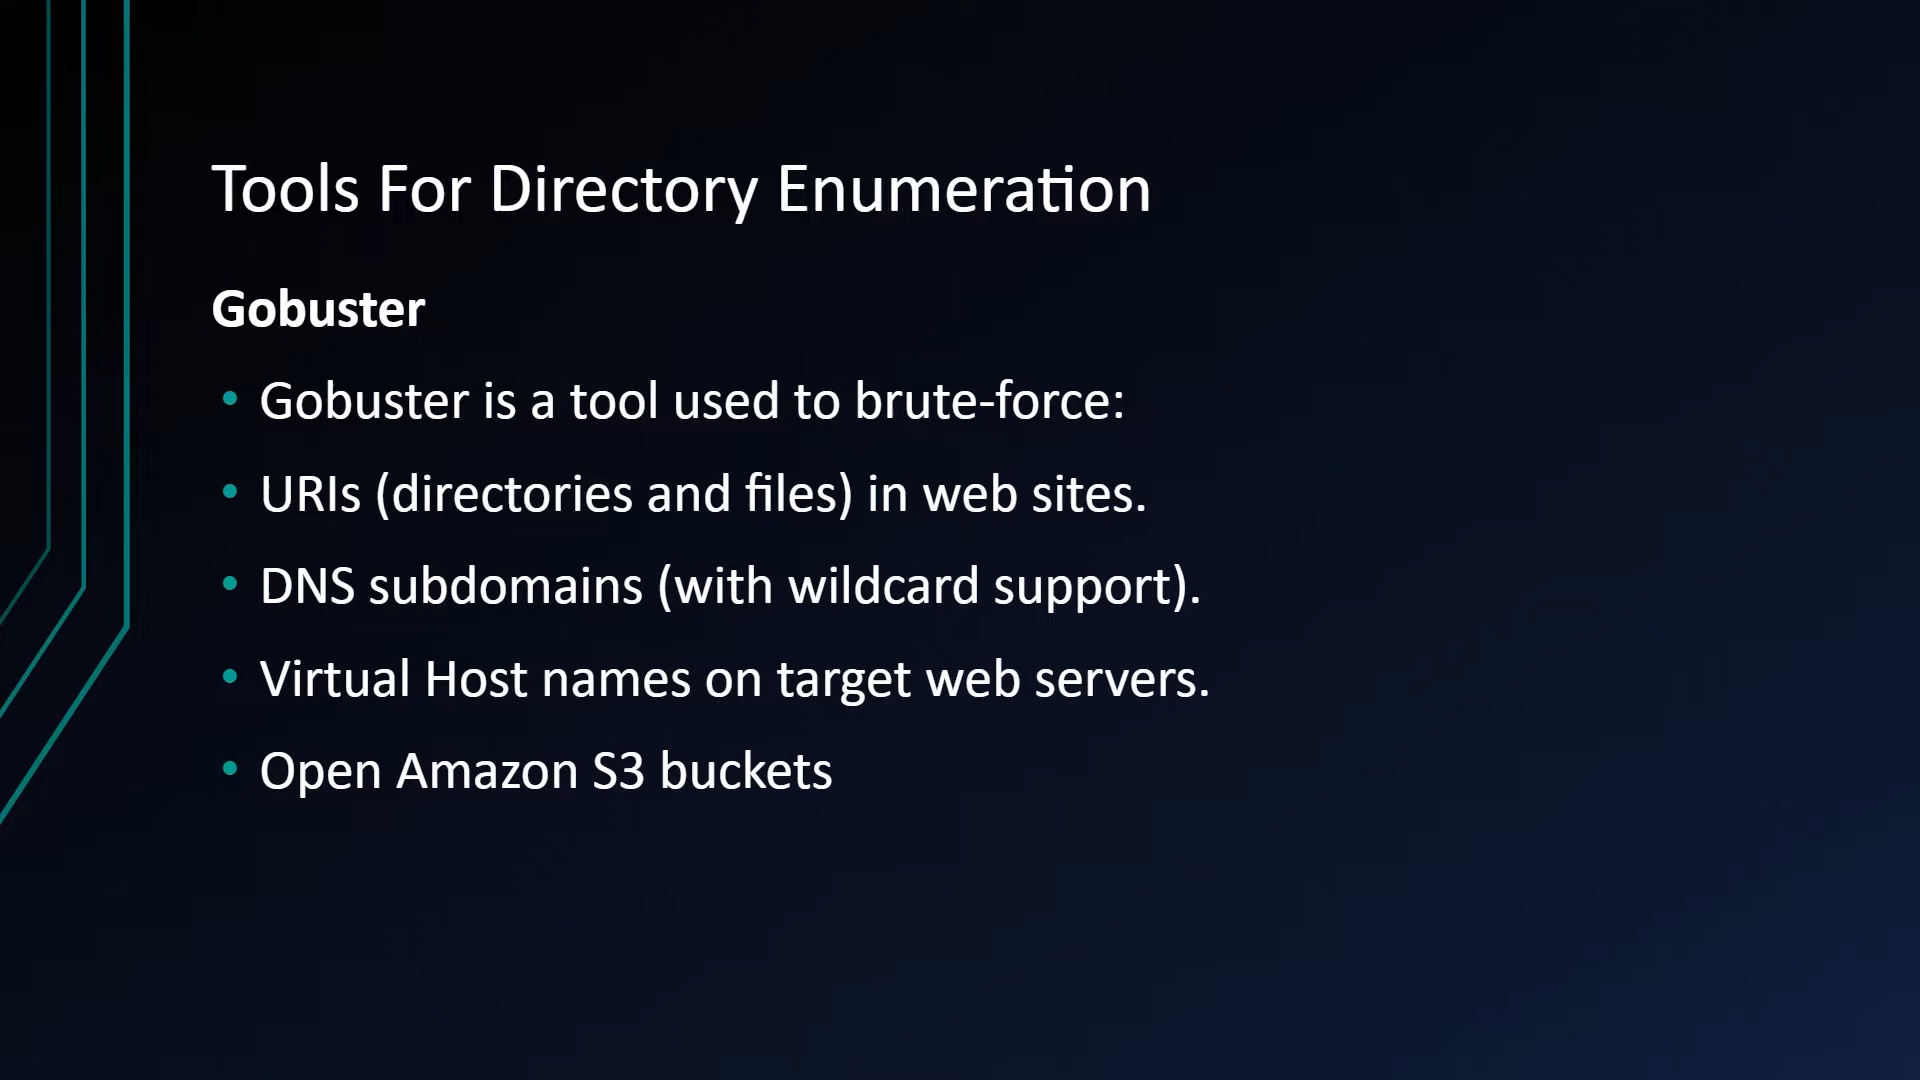 Tools For Directory Enumeration
Gobuster
• Gobuster is a tool used to brute-force:
• URIs (directories and files) in web sites.
• DNS subdomains (with wildcard support).
• Virtual Host names on target web servers.
• Open Amazon S3 buckets